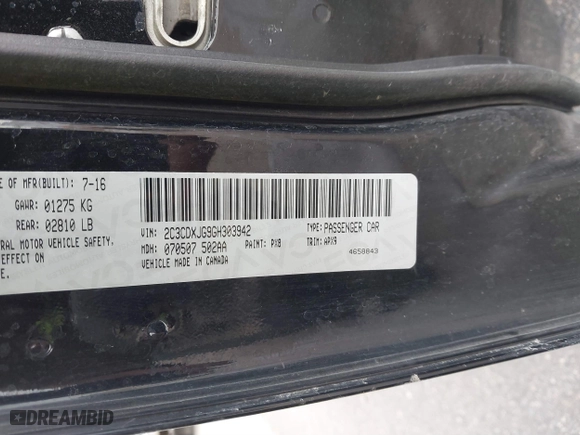 E OF MFR(BUILT): 7-16
GAWR: 01275 KG
REAR: 02810 LB
RAL MOTOR VEHICLE SAFETY,
EFFECT ON
E.
VIN: 2C3CDXJG9GH303942
TYPE: PASSENGER CAR
MDH: 070507 502AA
PAINT: PX8
TRIM: APX9
VEHICLE MADE IN CANADA
4658843
DREAMBID